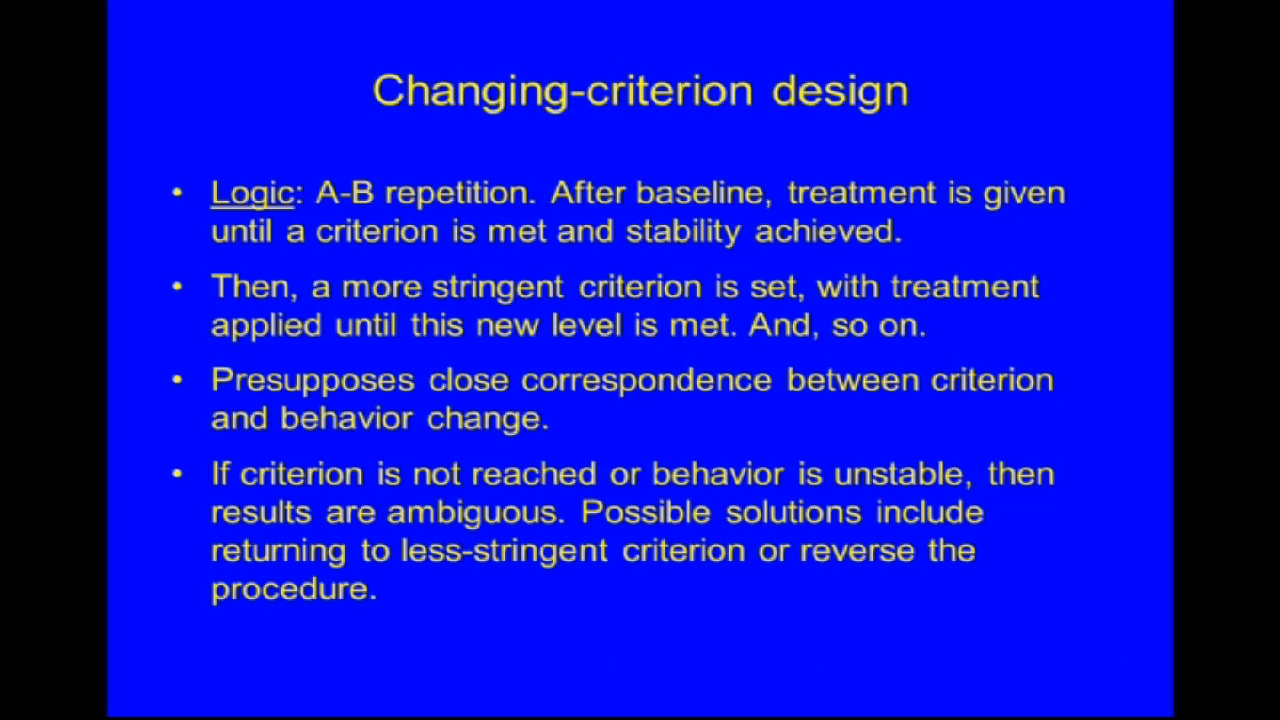 Changing-criterion design
• Logic: A-B repetition. After baseline, treatment is given
until a criterion is met and stability achieved.
• Then, a more stringent criterion is set, with treatment
applied until this new level is met. And, so on.
• Presupposes close correspondence between criterion
and behavior change.
• If criterion is not reached or behavior is unstable, then
results are ambiguous. Possible solutions include
returning to less-stringent criterion or reverse the
procedure.